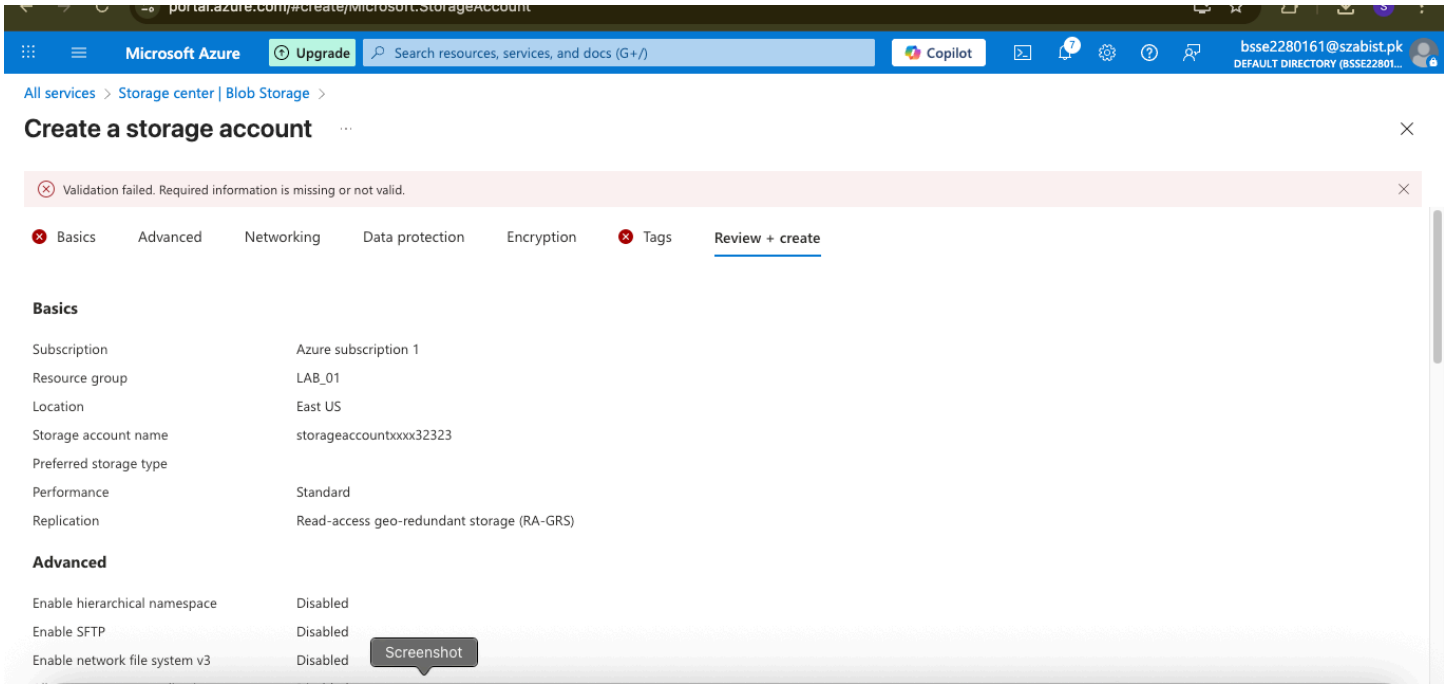 portal.azure.com/#create/Microsoft.StorageAccount
Microsoft Azure Upgrade Search resources, services, and docs (G+/) Copilot 7 bsse2280161@szabist.pk
DEFAULT DIRECTORY (BSSE22801...
All services > Storage center | Blob Storage >
Create a storage account ...
Validation failed. Required information is missing or not valid.
Basics Advanced Networking Data protection Encryption Tags Review + create
Basics
Subscription Azure subscription 1
Resource group LAB_01
Location East US
Storage account name storageaccountxxxx32323
Preferred storage type
Performance Standard
Replication Read-access geo-redundant storage (RA-GRS)
Advanced
Enable hierarchical namespace Disabled
Enable SFTP Disabled
Enable network file system v3 Disabled
Screenshot